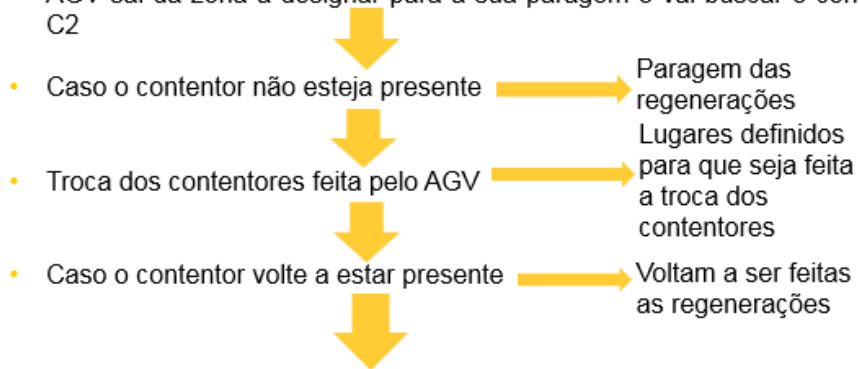 C2
• Caso o contentor não esteja presente
Paragem das
regenerações
• Troca dos contentores feita pelo AGV
Lugares definidos
para que seja feita
a troca dos
contentores
• Caso o contentor volte a estar presente
Voltam a ser feitas
as regenerações